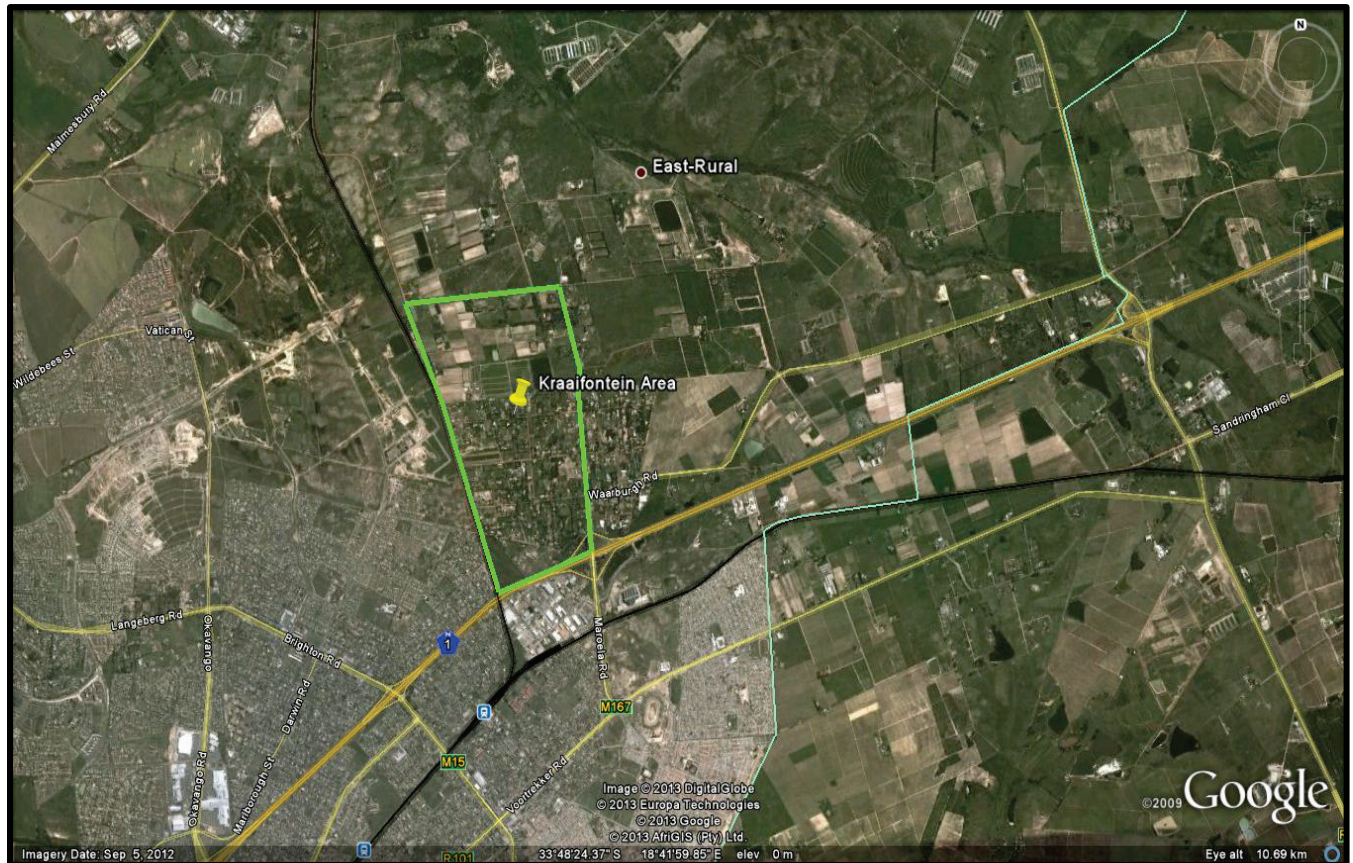 N
Malmesbury Rd
East-Rural
Vatican St
Wildebees St
Kraaifontein Area
Sandringham Cl
Waarburgh Rd
Langeberg Rd
Okavango
Brighton Rd
1
Maroela Rd
Darwin Rd
M167
M15
Marlborough St
Okavango Rd
Voortrekker Rd
Image © 2013 DigitalGlobe
© 2013 Europa Technologies
© 2013 Google
© 2013 AfriGIS (Pty) Ltd.
©2009 Google
R101
Imagery Date: Sep 5, 2012
33°48'24.37" S 18°41'59.85" E elev 0 m
Eye alt 10.69 km